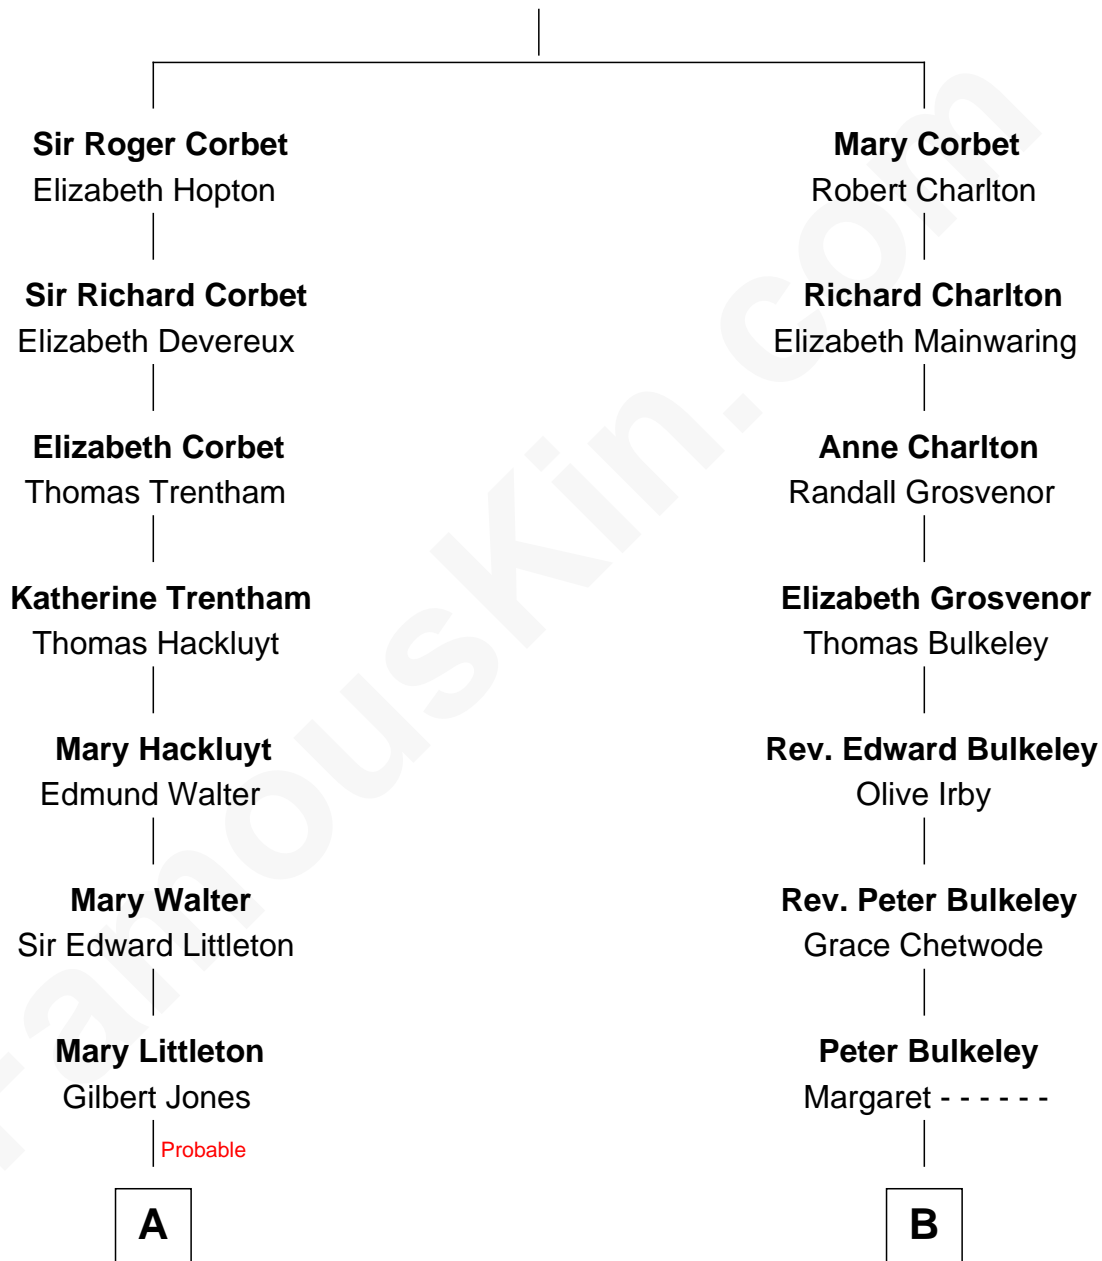 Sir Roger Corbet
Elizabeth Hopton
Mary Corbet
Robert Charlton
Sir Richard Corbet
Elizabeth Devereux
Richard Charlton
Elizabeth Mainwaring
Elizabeth Corbet
Thomas Trentham
Anne Charlton
Randall Grosvenor
Katherine Trentham
Thomas Hackluyt
Elizabeth Grosvenor
Thomas Bulkeley
Mary Hackluyt
Edmund Walter
Rev. Edward Bulkeley
Olive Irby
Mary Walter
Sir Edward Littleton
Rev. Peter Bulkeley
Grace Chetwode
Mary Littleton
Gilbert Jones
Peter Bulkeley
Margaret - - - - - -
Probable
A
B
FamousKin.com